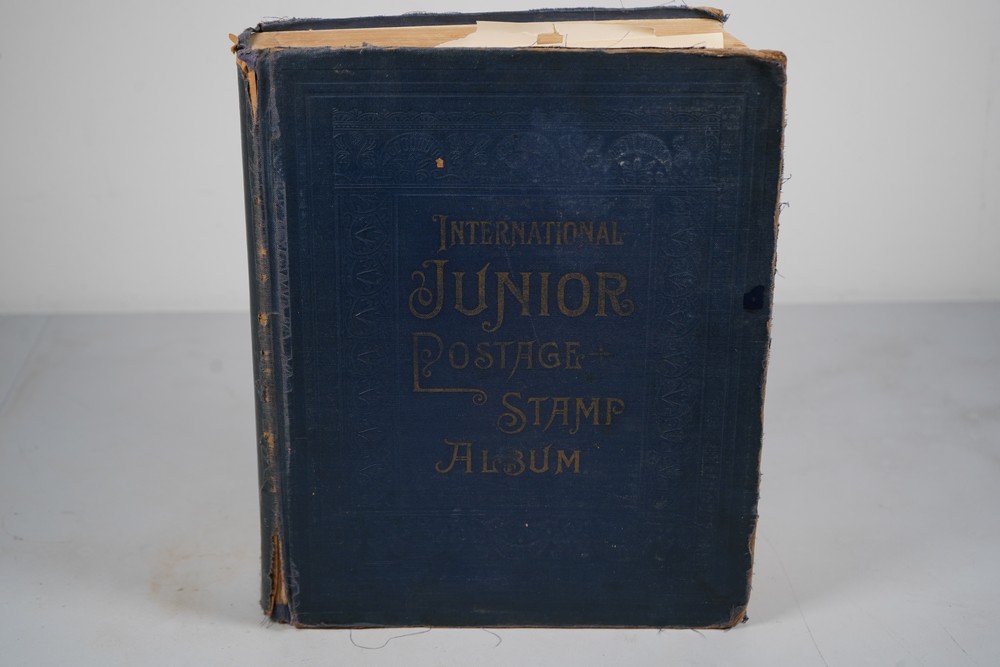 International
Junior
Postage
Stamp
Album